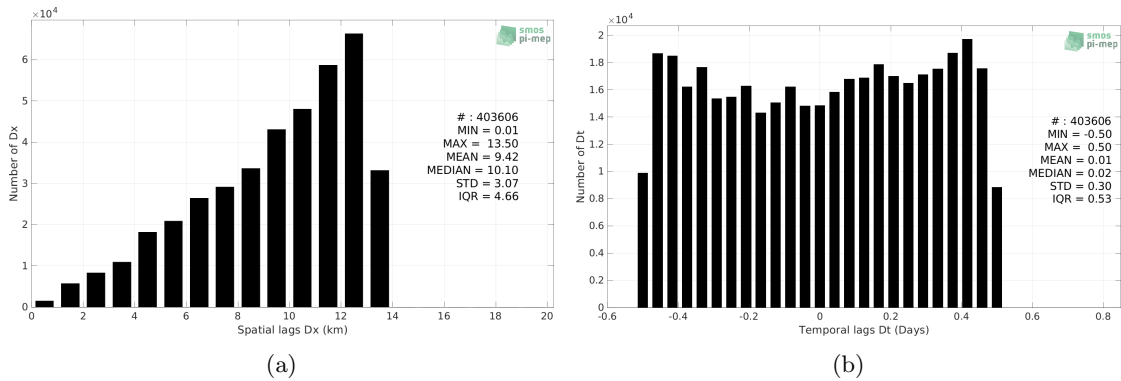 ×10⁴
6
5
4
3
2
1
0
Number of Dx
0 2 4 6 8 10 12 14 16 18 20
Spatial lags Dx (km)
smos
pi-mep
# : 403606
MIN = 0.01
MAX = 13.50
MEAN = 9.42
MEDIAN = 10.10
STD = 3.07
IQR = 4.66
(a)
×10⁴
2
1.8
1.6
1.4
1.2
1
0.8
0.6
0.4
0.2
0
Number of Dt
-0.6 -0.4 -0.2 0 0.2 0.4 0.6 0.8
Temporal lags Dt (Days)
smos
pi-mep
# : 403606
MIN = -0.50
MAX = 0.50
MEAN = 0.01
MEDIAN = 0.02
STD = 0.30
IQR = 0.53
(b)